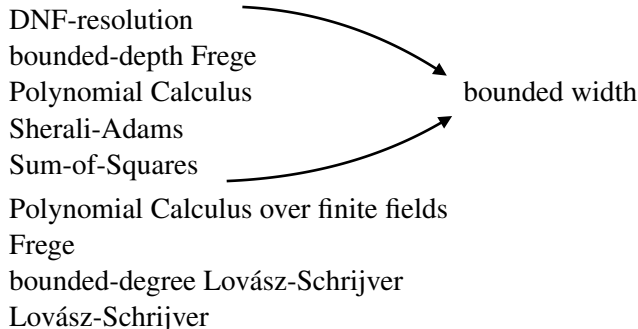 DNF-resolution
bounded-depth Frege
Polynomial Calculus
bounded width
Sherali-Adams
Sum-of-Squares
Polynomial Calculus over finite fields
Frege
bounded-degree Lovász-Schrijver
Lovász-Schrijver